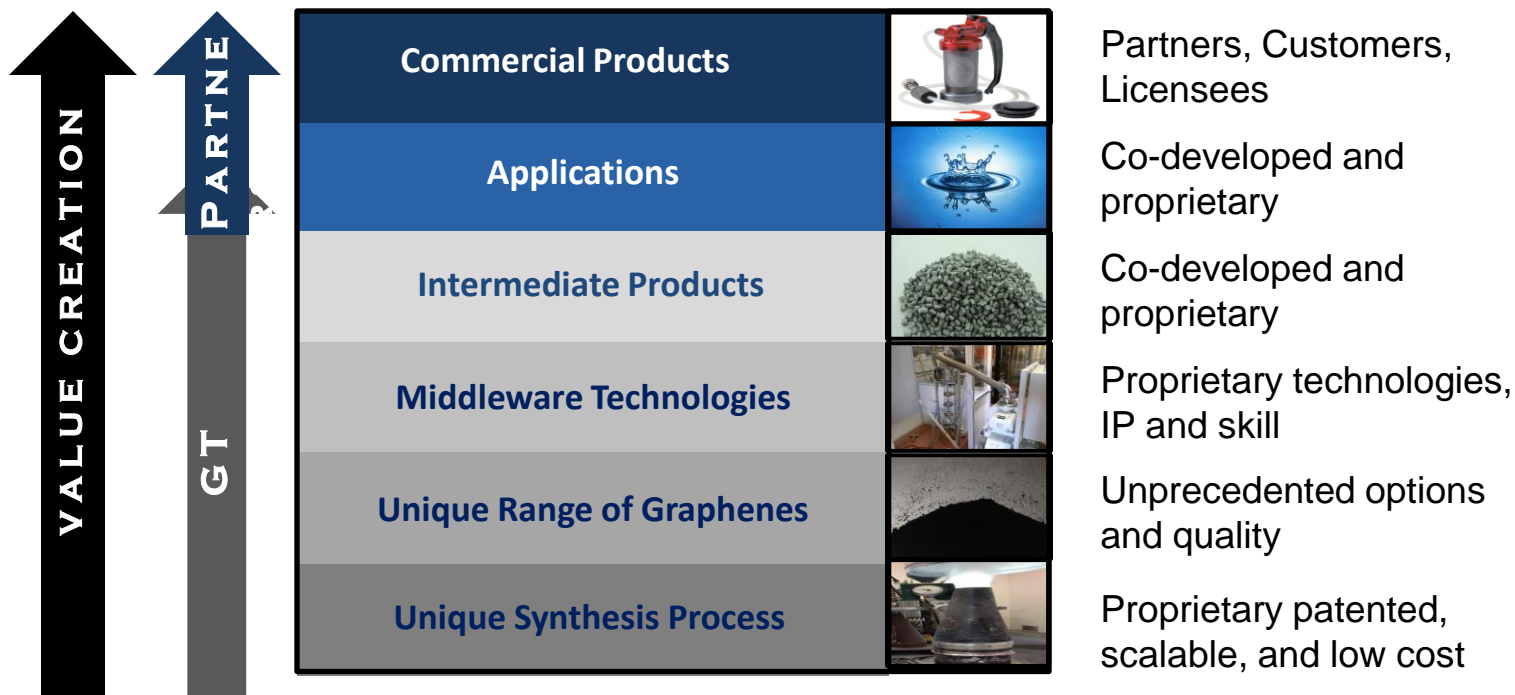 VALUE CREATION
PARTNE
GT
Commercial Products
Partners, Customers,
Licensees
Applications
Co-developed and
proprietary
Intermediate Products
Co-developed and
proprietary
Middleware Technologies
Proprietary technologies,
IP and skill
Unique Range of Graphenes
Unprecedented options
and quality
Unique Synthesis Process
Proprietary patented,
scalable, and low cost